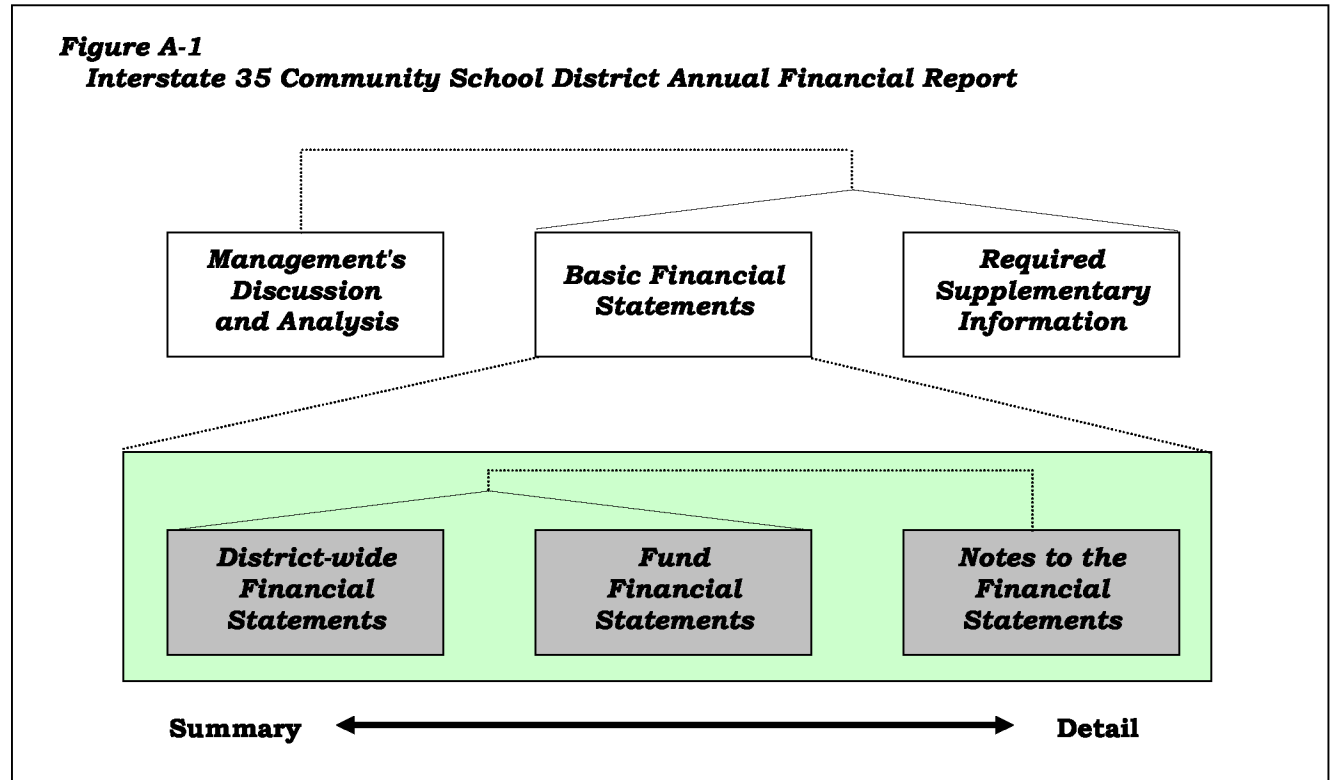 Figure A-1
Interstate 35 Community School District Annual Financial Report
Management's
Discussion
and Analysis
Basic Financial
Statements
Required
Supplementary
Information
District-wide
Financial
Statements
Fund
Financial
Statements
Notes to the
Financial
Statements
Summary
Detail